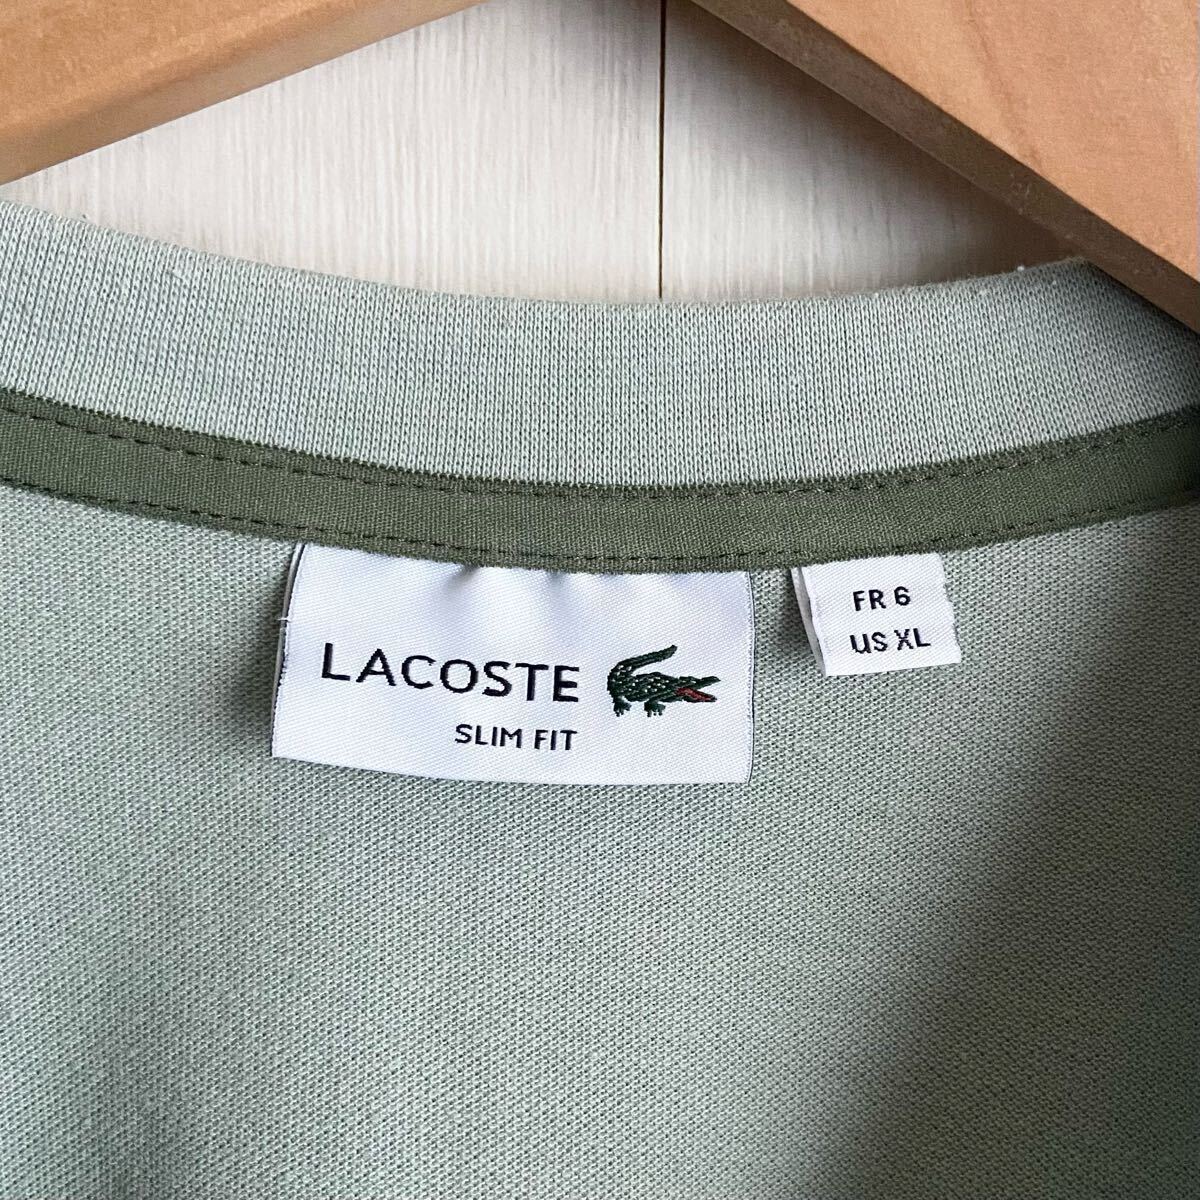 LACOSTE
SLIM FIT
FR 6
US XL